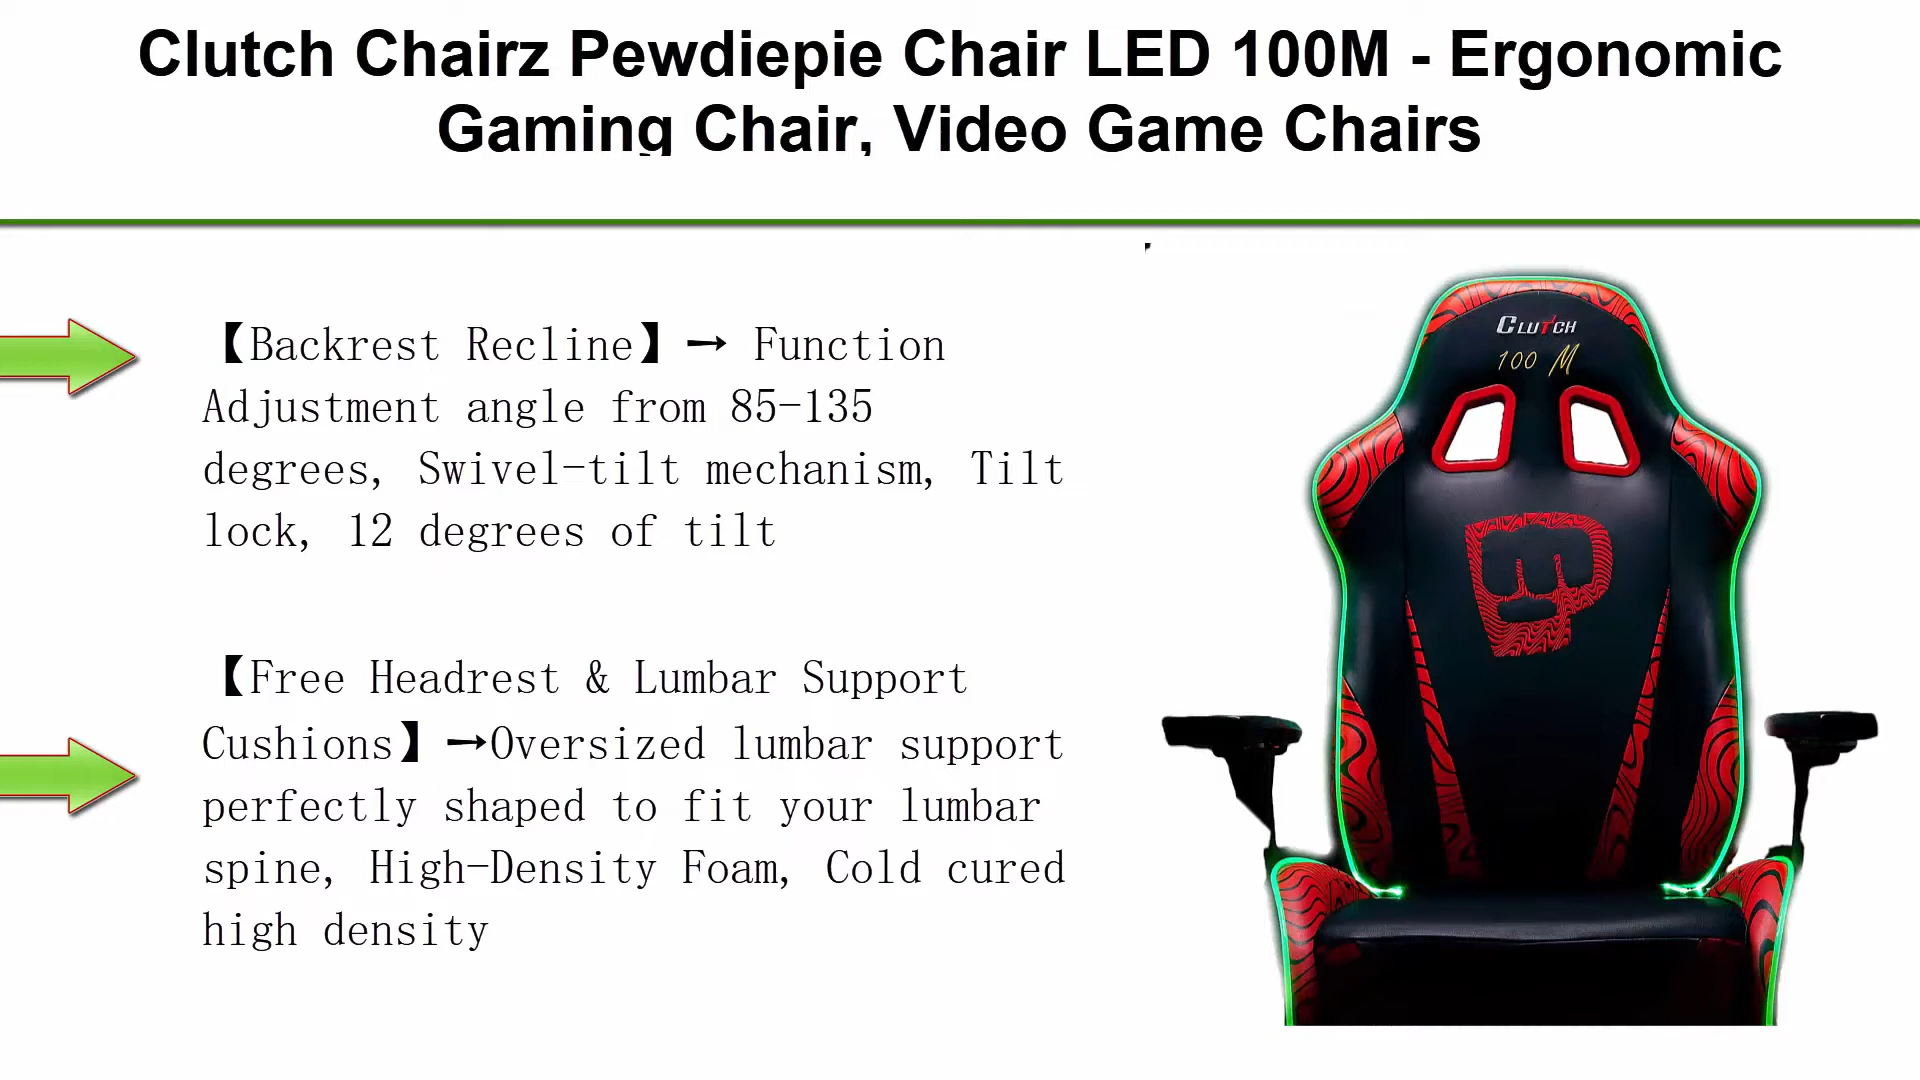 Clutch Chairz Pewdiepie Chair LED 100M - Ergonomic
Gaming Chair, Video Game Chairs
【Backrest Recline】→ Function
Adjustment angle from 85-135
degrees, Swivel-tilt mechanism, Tilt
lock, 12 degrees of tilt
【Free Headrest & Lumbar Support
Cushions】→Oversized lumbar support
perfectly shaped to fit your lumbar
spine, High-Density Foam, Cold cured
high density
CLUTCH
100 M